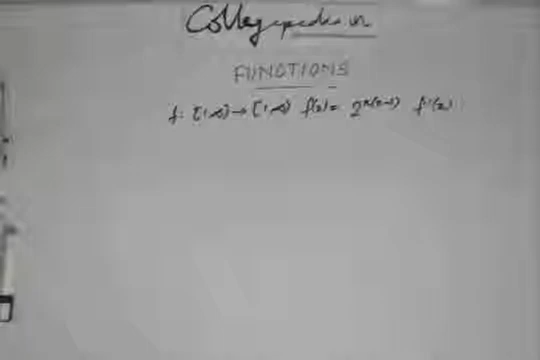 Collegepedia.in
FUNCTIONS
f: [1,∞) → [1,∞) f(x) = 2^x(x-1) f⁻¹(x)